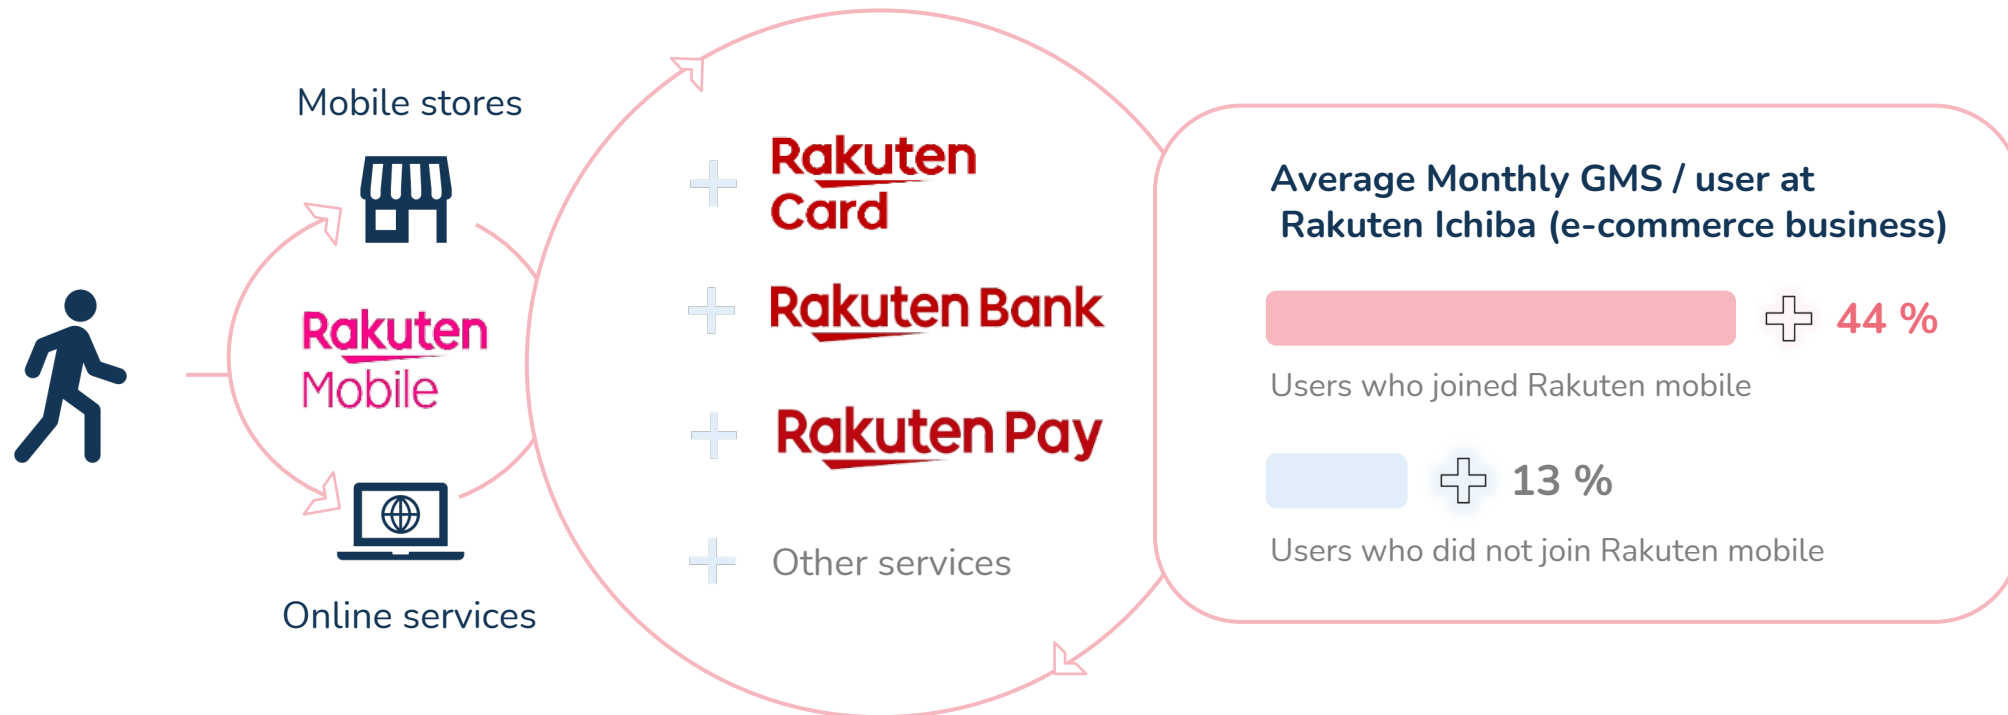 Mobile stores
Rakuten
Mobile
Online services
Rakuten
Card
Rakuten Bank
Rakuten Pay
Other services
Average Monthly GMS / user at
Rakuten Ichiba (e-commerce business)
44 %
Users who joined Rakuten mobile
13 %
Users who did not join Rakuten mobile